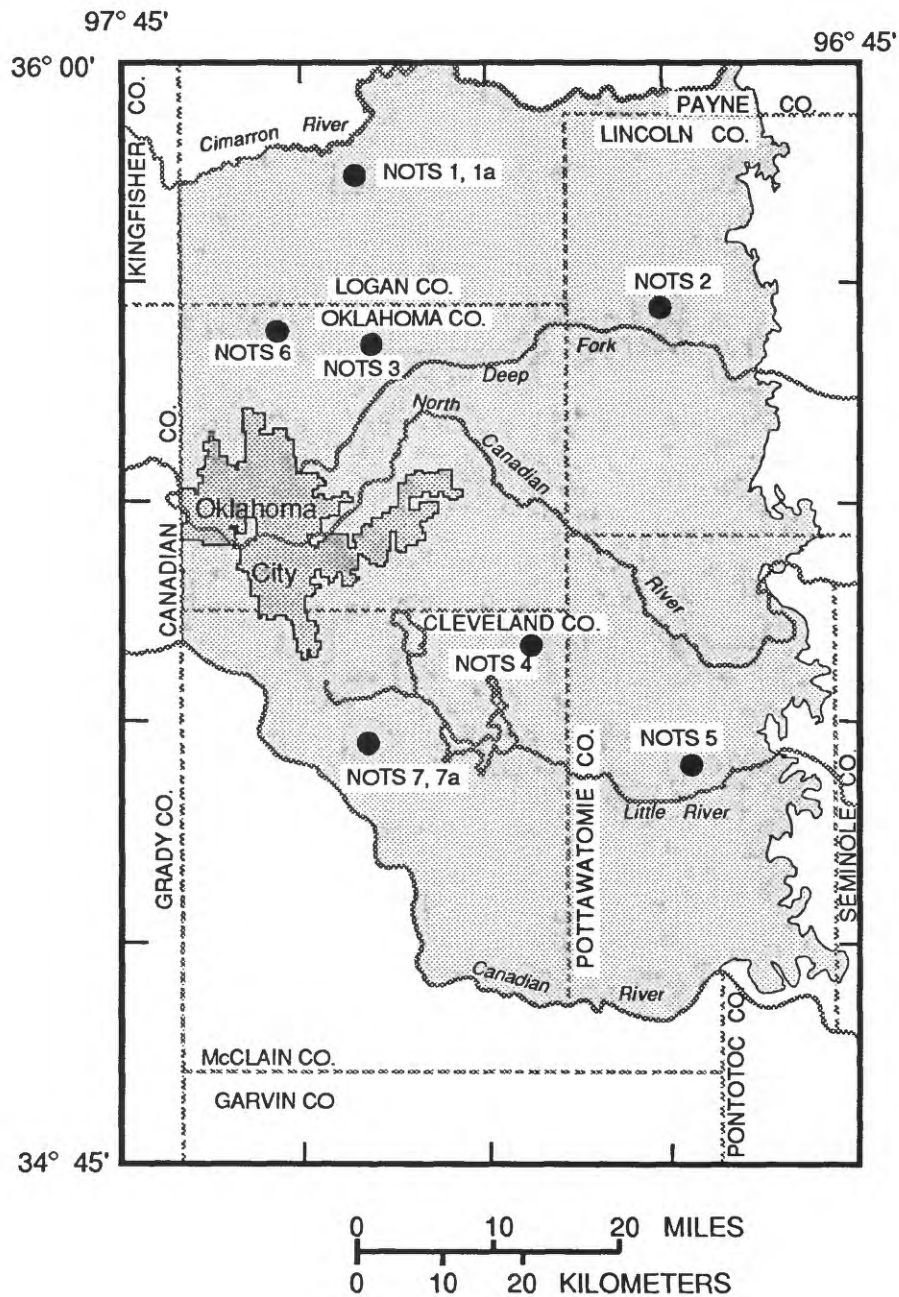 97° 45'
96° 45'
36° 00'
KINGFISHER CO.
Cimarron River
PAYNE CO.
LINCOLN CO.
NOTS 1, 1a
NOTS 2
LOGAN CO.
OKLAHOMA CO.
NOTS 6
NOTS 3
Deep Fork
North Canadian River
CANADIAN CO.
Oklahoma
City
CLEVELAND CO.
NOTS 4
NOTS 5
NOTS 7, 7a
Little River
GRADY CO.
POTTAWATOMIE CO.
SEMINOLE CO.
Canadian River
McCLAIN CO.
GARVIN CO
PONTOTOC CO.
34° 45'
0 10 20 MILES
0 10 20 KILOMETERS